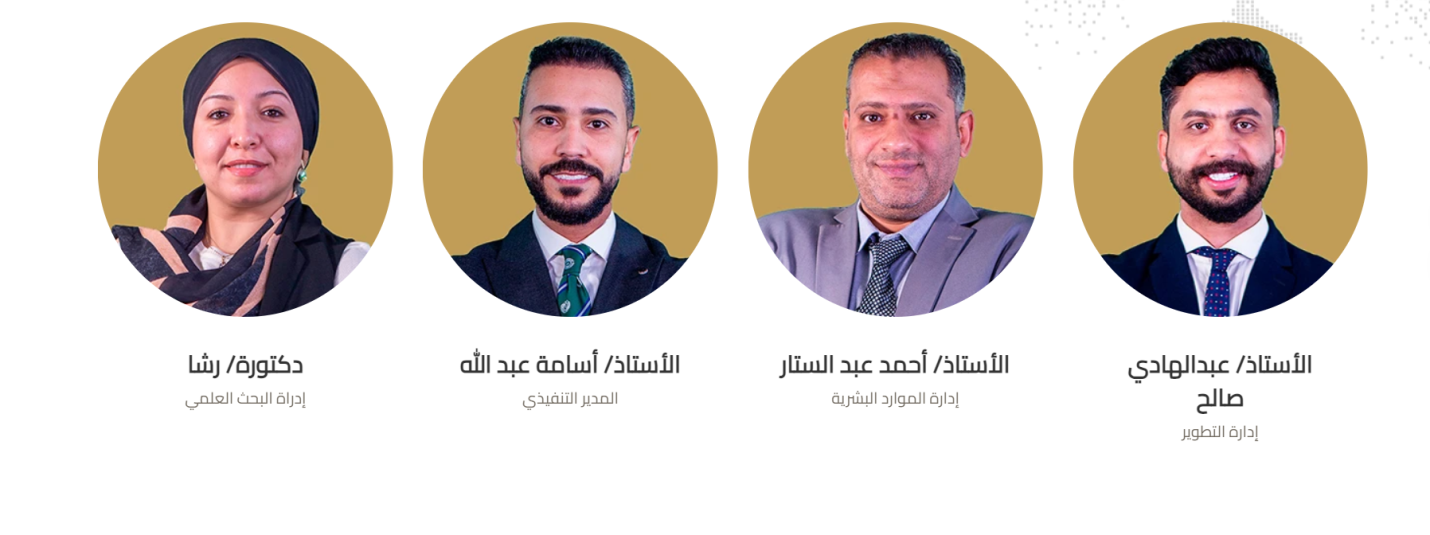 الأستاذ/ عبدالهادي
صالح
إدارة التطوير
الأستاذ/ أحمد عبد الستار
إدارة الموارد البشرية
الأستاذ/ أسامة عبد الله
المدير التنفيذي
دكتورة/ رشا
إدراة البحث العلمي